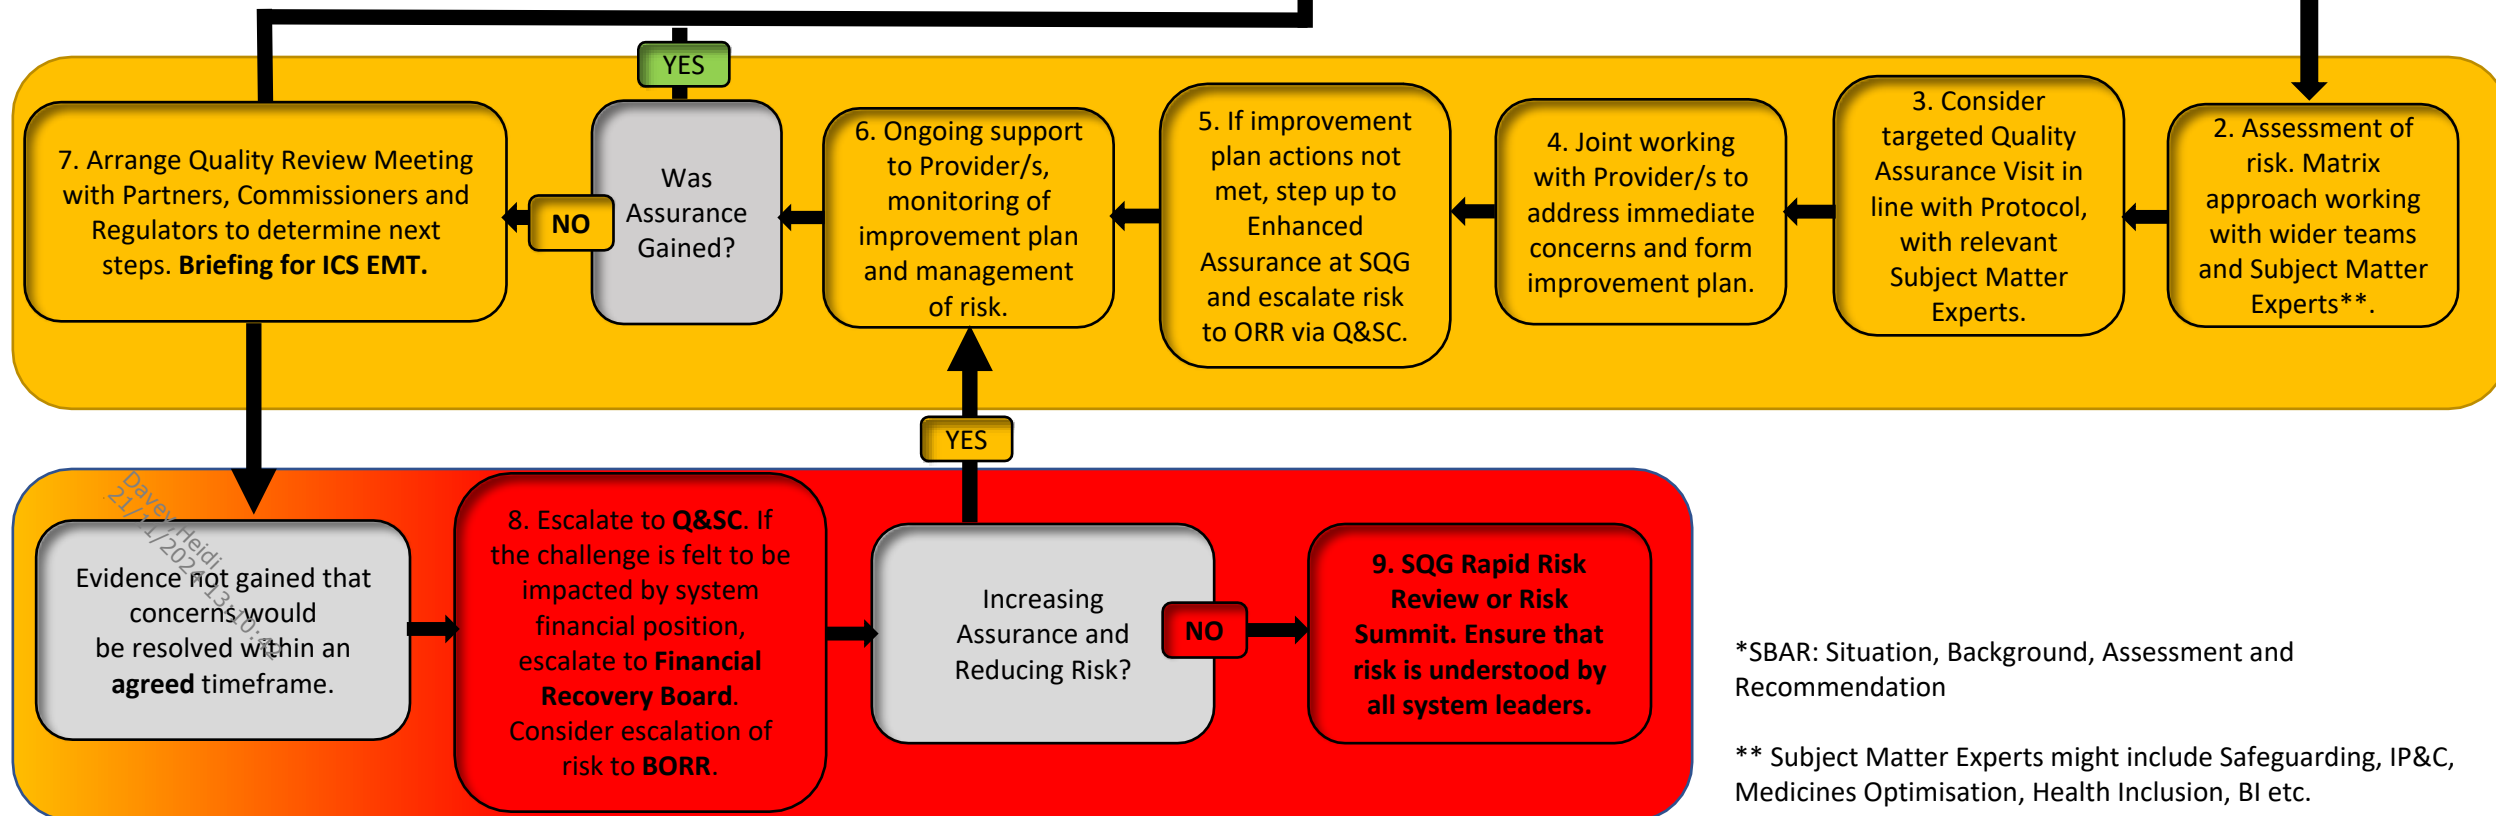 YES
7. Arrange Quality Review Meeting
with Partners, Commissioners and
Regulators to determine next
steps. Briefing for ICS EMT.
NO
Was
Assurance
Gained?
6. Ongoing support
to Provider/s,
monitoring of
improvement plan
and management
of risk.
5. If improvement
plan actions not
met, step up to
Enhanced
Assurance at SQG
and escalate risk
to ORR via Q&SC.
4. Joint working
with Provider/s to
address immediate
concerns and form
improvement plan.
3. Consider
targeted Quality
Assurance Visit in
line with Protocol,
with relevant
Subject Matter
Experts.
2. Assessment of
risk. Matrix
approach working
with wider teams
and Subject Matter
Experts**.
YES
Davey, Heidi
21/11/2024 13:10:42
Evidence not gained that
concerns would
be resolved within an
agreed timeframe.
8. Escalate to Q&SC. If
the challenge is felt to be
impacted by system
financial position,
escalate to Financial
Recovery Board.
Consider escalation of
risk to BORR.
Increasing
Assurance and
Reducing Risk?
NO
9. SQG Rapid Risk
Review or Risk
Summit. Ensure that
risk is understood by
all system leaders.
*SBAR: Situation, Background, Assessment and
Recommendation
** Subject Matter Experts might include Safeguarding, IP&C,
Medicines Optimisation, Health Inclusion, BI etc.